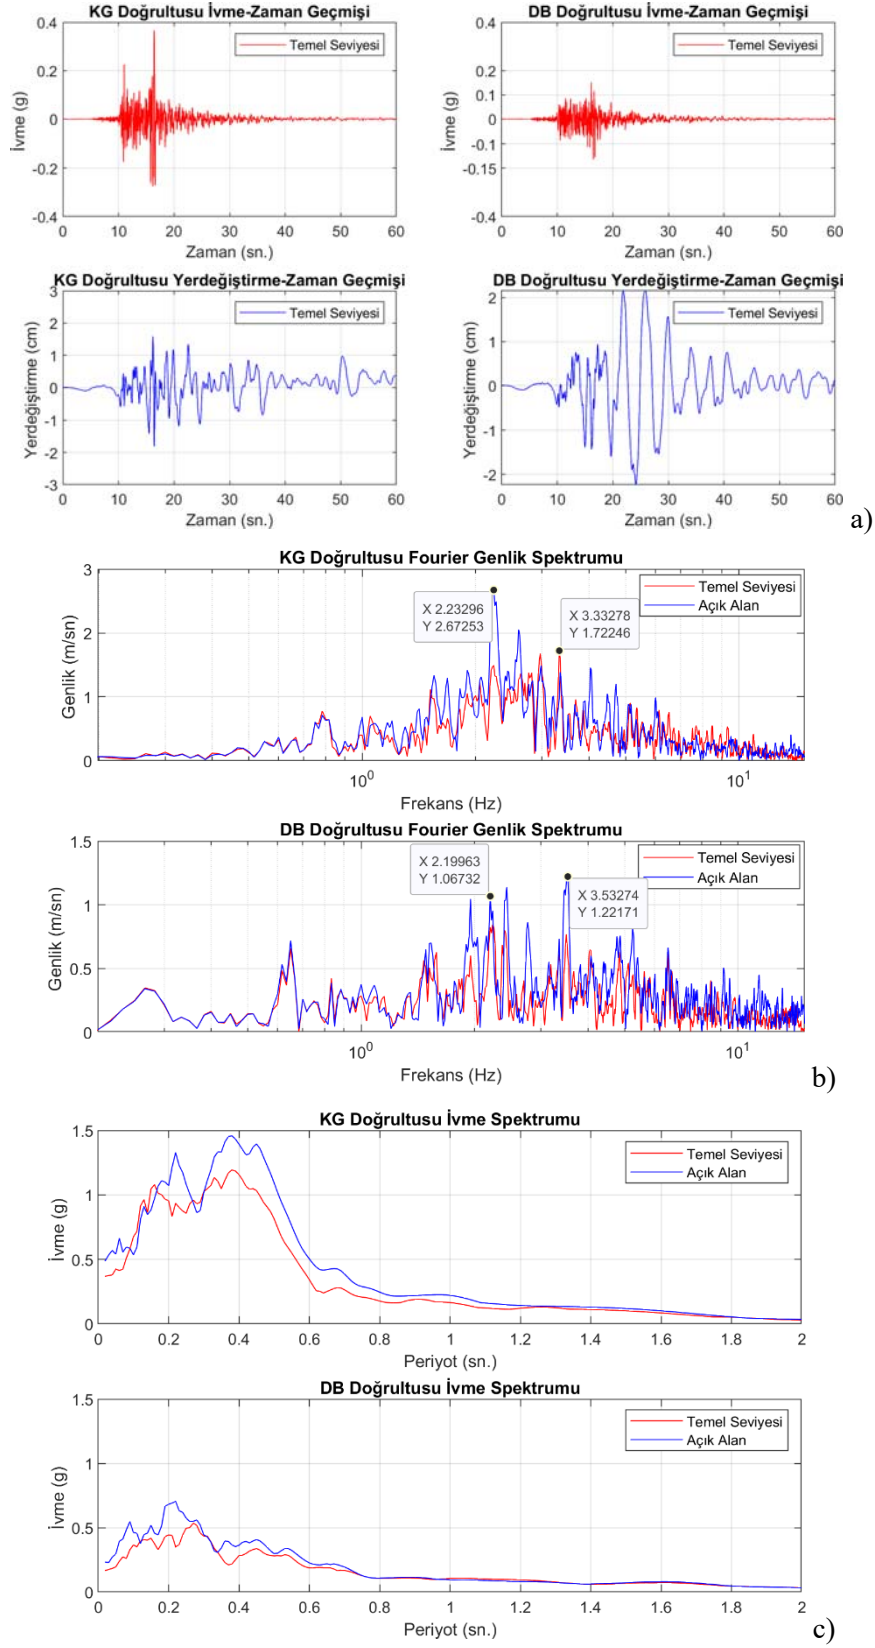 KG Doğrultusu İvme-Zaman Geçmişi
0.4
0.2
0
-0.2
-0.4
İvme (g)
Temel Seviyesi
0 10 20 30 40 50 60
Zaman (sn.)
DB Doğrultusu İvme-Zaman Geçmişi
0.4
0.2
0.1
0
-0.1
-0.15
-0.4
İvme (g)
Temel Seviyesi
0 10 20 30 40 50 60
Zaman (sn.)
KG Doğrultusu Yerdeğiştirme-Zaman Geçmişi
3
2
1
0
-1
-2
-3
Yerdeğiştirme (cm)
Temel Seviyesi
0 10 20 30 40 50 60
Zaman (sn.)
DB Doğrultusu Yerdeğiştirme-Zaman Geçmişi
2
1
0
-1
-2
Yerdeğiştirme (cm)
Temel Seviyesi
0 10 20 30 40 50 60
Zaman (sn.)
a)
KG Doğrultusu Fourier Genlik Spektrumu
3
2
1
0
Genlik (m/sn)
X 2.23296
Y 2.67253
X 3.33278
Y 1.72246
Temel Seviyesi
Açık Alan
10^0 10^1
Frekans (Hz)
DB Doğrultusu Fourier Genlik Spektrumu
1.5
1
0.5
0
Genlik (m/sn)
X 2.19963
Y 1.06732
X 3.53274
Y 1.22171
Temel Seviyesi
Açık Alan
10^0 10^1
Frekans (Hz)
b)
KG Doğrultusu İvme Spektrumu
1.5
1
0.5
0
İvme (g)
Temel Seviyesi
Açık Alan
0 0.2 0.4 0.6 0.8 1 1.2 1.4 1.6 1.8 2
Periyot (sn.)
DB Doğrultusu İvme Spektrumu
1.5
1
0.5
0
İvme (g)
Temel Seviyesi
Açık Alan
0 0.2 0.4 0.6 0.8 1 1.2 1.4 1.6 1.8 2
Periyot (sn.)
c)